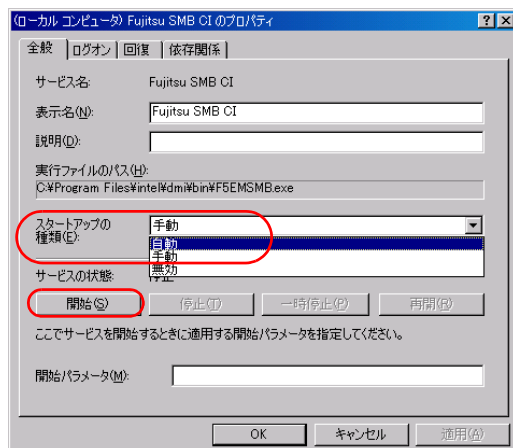 (ローカル コンピュータ) Fujitsu SMB CI のプロパティ
全般 ログオン 回復 依存関係
サービス名: Fujitsu SMB CI
表示名(N): Fujitsu SMB CI
説明(D):
実行ファイルのパス(H):
C:¥Program Files¥intel¥dmi¥bin¥F5EMSMB.exe
スタートアップの
種類(E):
手動
自動
手動
無効
サービスの状態: 停止
開始(S) 停止(T) 一時停止(P) 再開(R)
ここでサービスを開始するときに適用する開始パラメータを指定してください。
開始パラメータ(M):
OK キャンセル 適用(A)